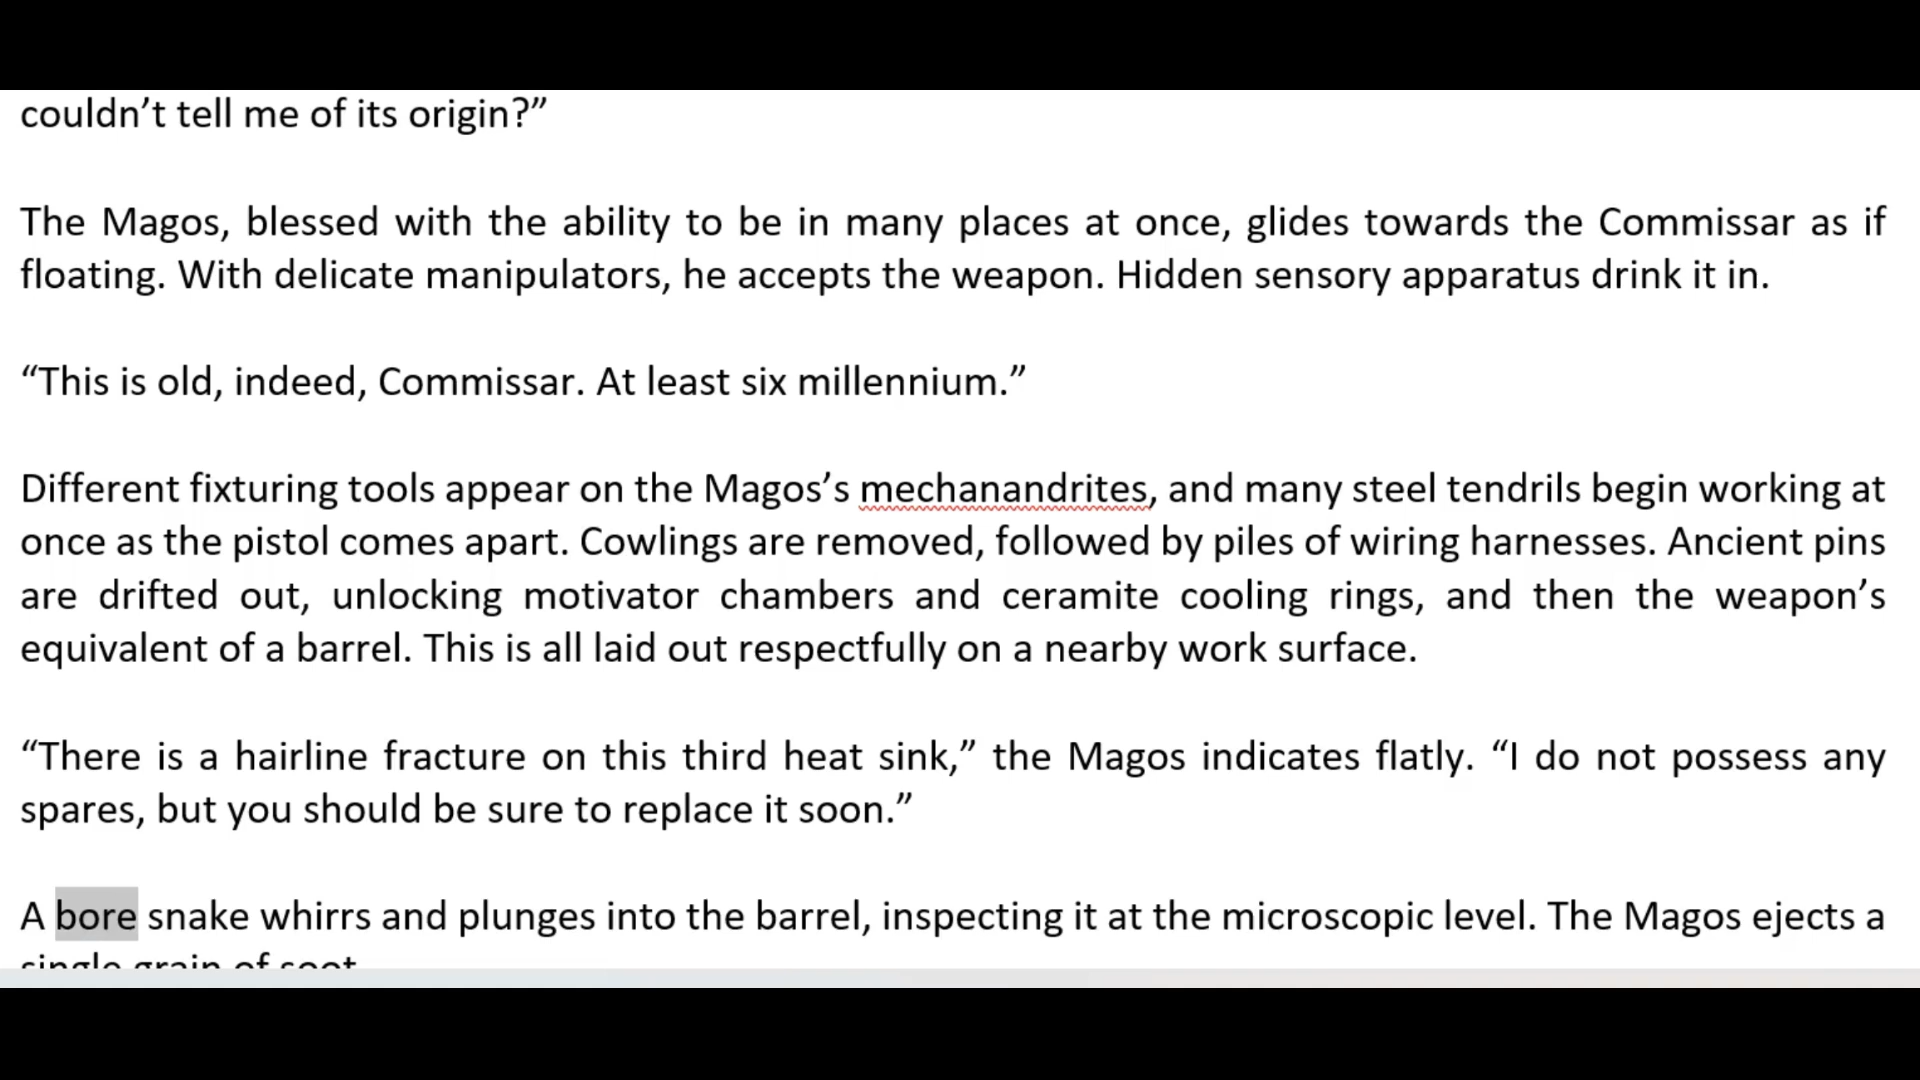 couldn’t tell me of its origin?”
The Magos, blessed with the ability to be in many places at once, glides towards the Commissar as if
floating. With delicate manipulators, he accepts the weapon. Hidden sensory apparatus drink it in.
“This is old, indeed, Commissar. At least six millennium.”
Different fixturing tools appear on the Magos’s mechanandrites, and many steel tendrils begin working at
once as the pistol comes apart. Cowlings are removed, followed by piles of wiring harnesses. Ancient pins
are drifted out, unlocking motivator chambers and ceramite cooling rings, and then the weapon’s
equivalent of a barrel. This is all laid out respectfully on a nearby work surface.
“There is a hairline fracture on this third heat sink,” the Magos indicates flatly. “I do not possess any
spares, but you should be sure to replace it soon.”
A bore snake whirrs and plunges into the barrel, inspecting it at the microscopic level. The Magos ejects a
single grain of soot.